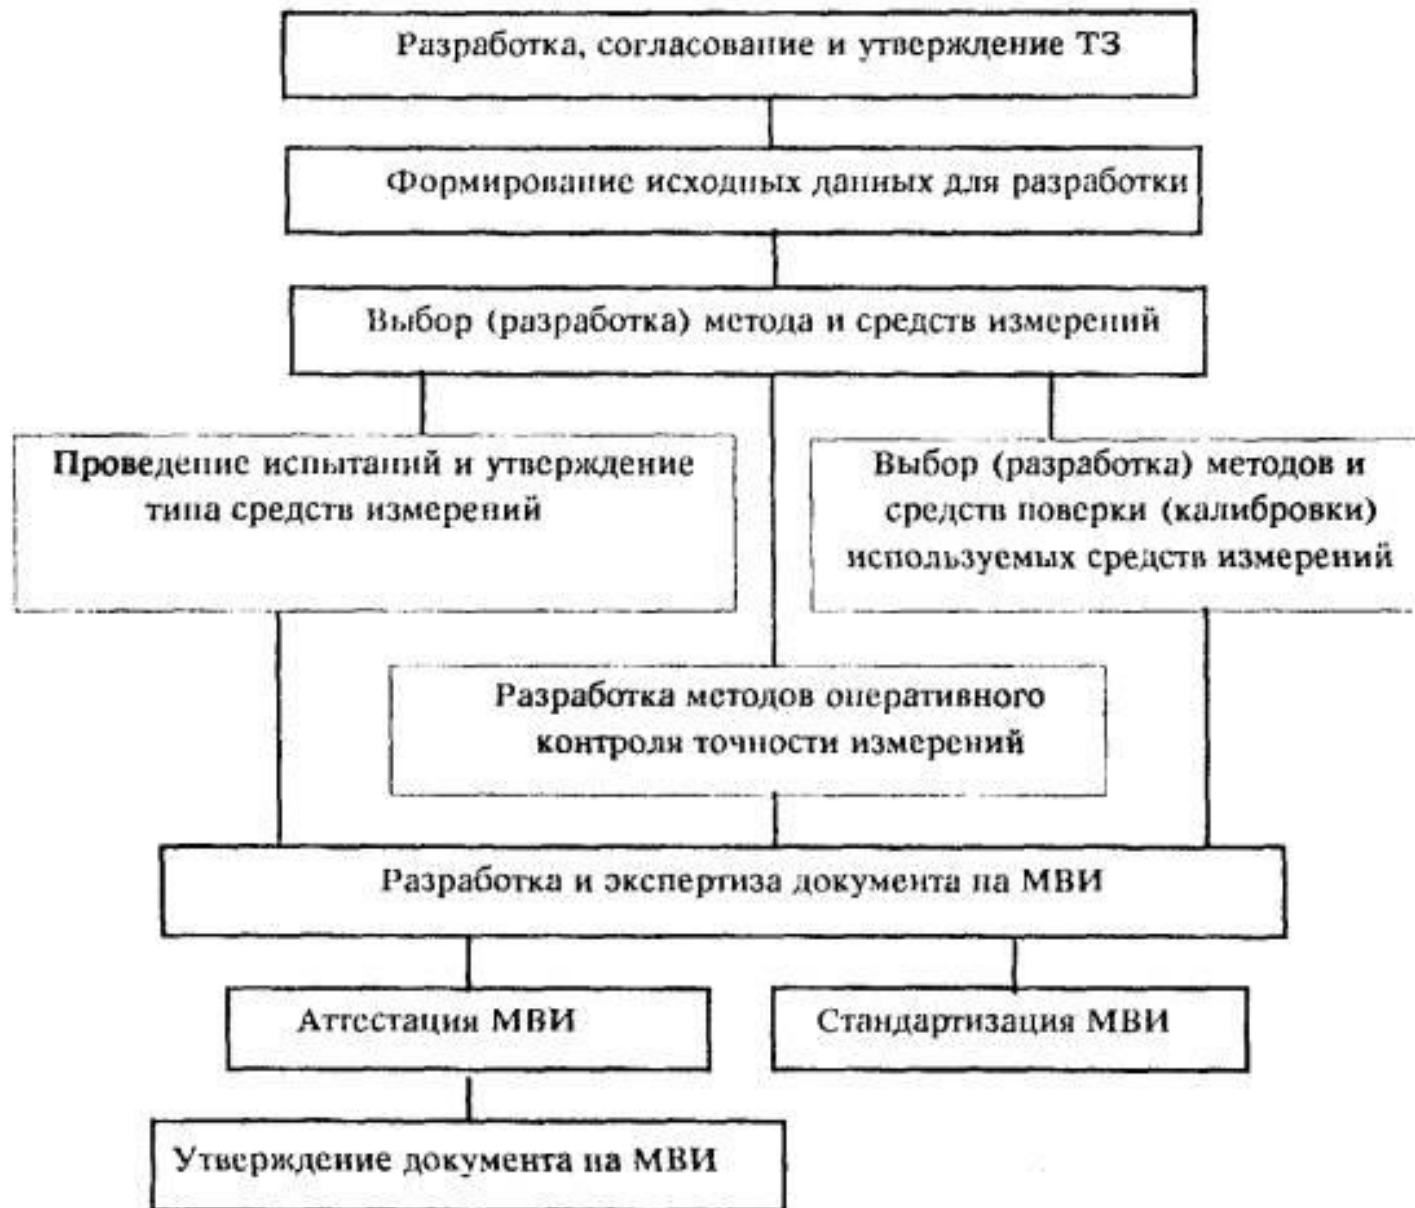 Разработка, согласование и утверждение ТЗ
Формирование исходных данных для разработки
Выбор (разработка) метода и средств измерений
Проведение испытаний и утверждение
типа средств измерений
Выбор (разработка) методов и
средств поверки (калибровки)
используемых средств измерений
Разработка методов оперативного
контроля точности измерений
Разработка и экспертиза документа на МВИ
Аттестация МВИ
Стандартизация МВИ
Утверждение документа на МВИ